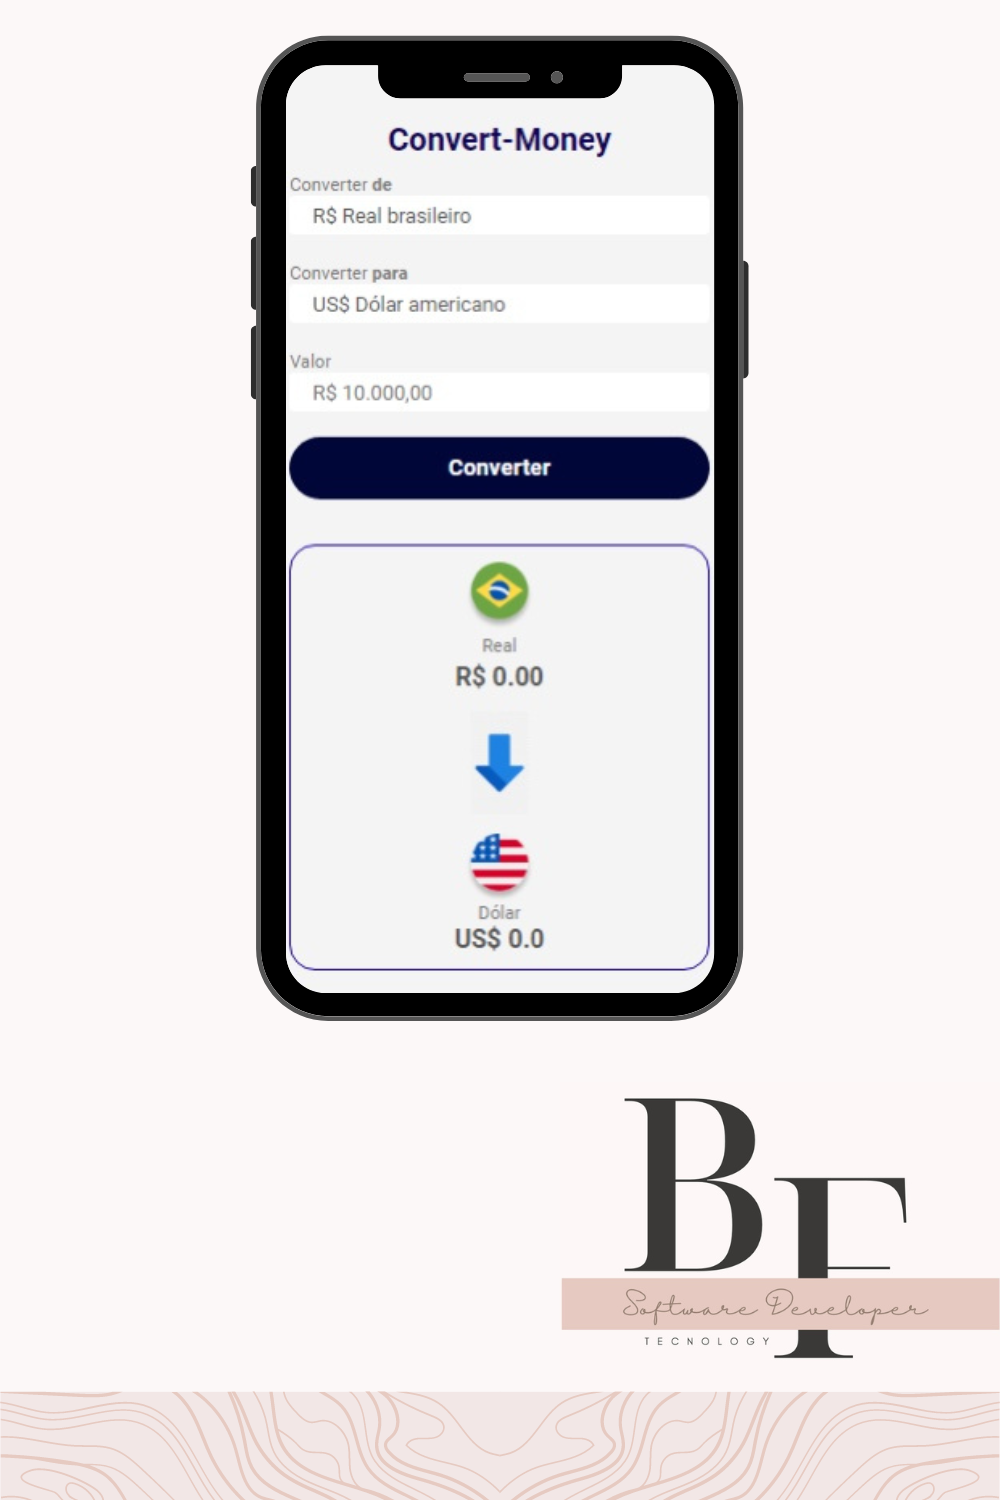 Convert-Money
Converter de
R$ Real brasileiro
Converter para
US$ Dólar americano
Valor
R$ 10.000,00
Converter
Real
R$ 0.00
Dólar
US$ 0.0
BF
Software Developer
TECNOLOGY